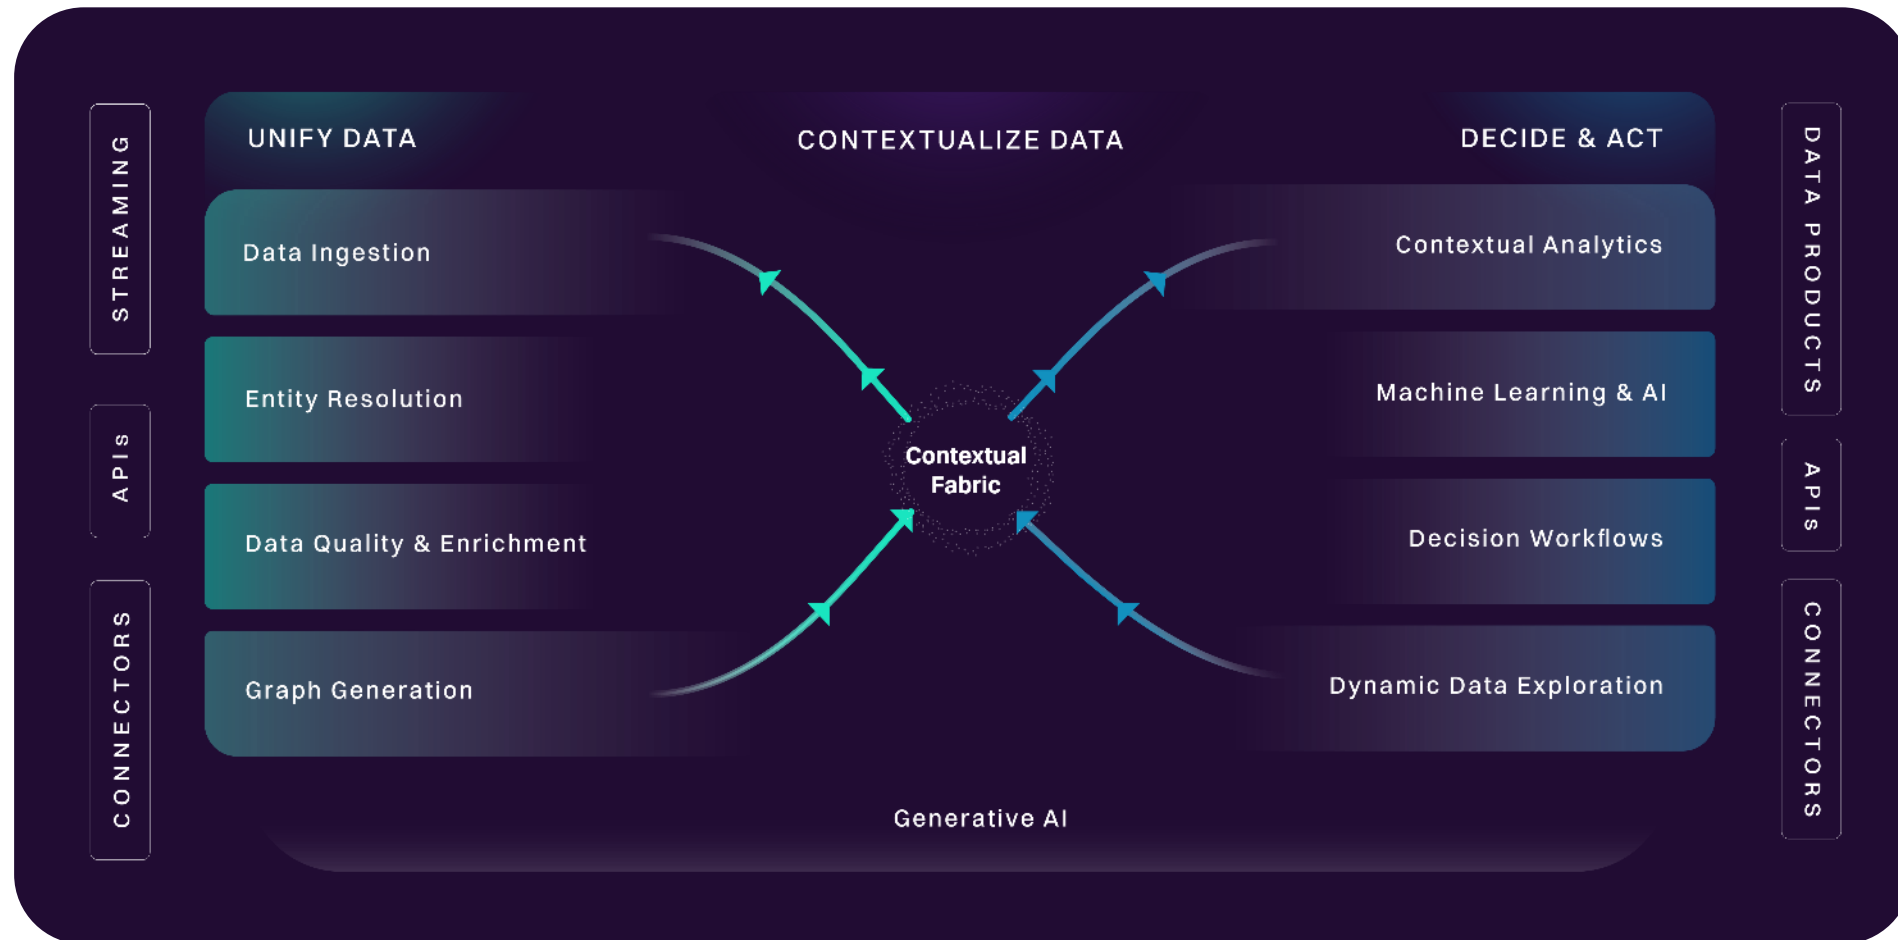 STREAMING
APIs
CONNECTORS
UNIFY DATA
Data Ingestion
Entity Resolution
Data Quality & Enrichment
Graph Generation
CONTEXTUALIZE DATA
Contextual
Fabric
Generative AI
DECIDE & ACT
Contextual Analytics
Machine Learning & AI
Decision Workflows
Dynamic Data Exploration
DATA PRODUCTS
APIs
CONNECTORS